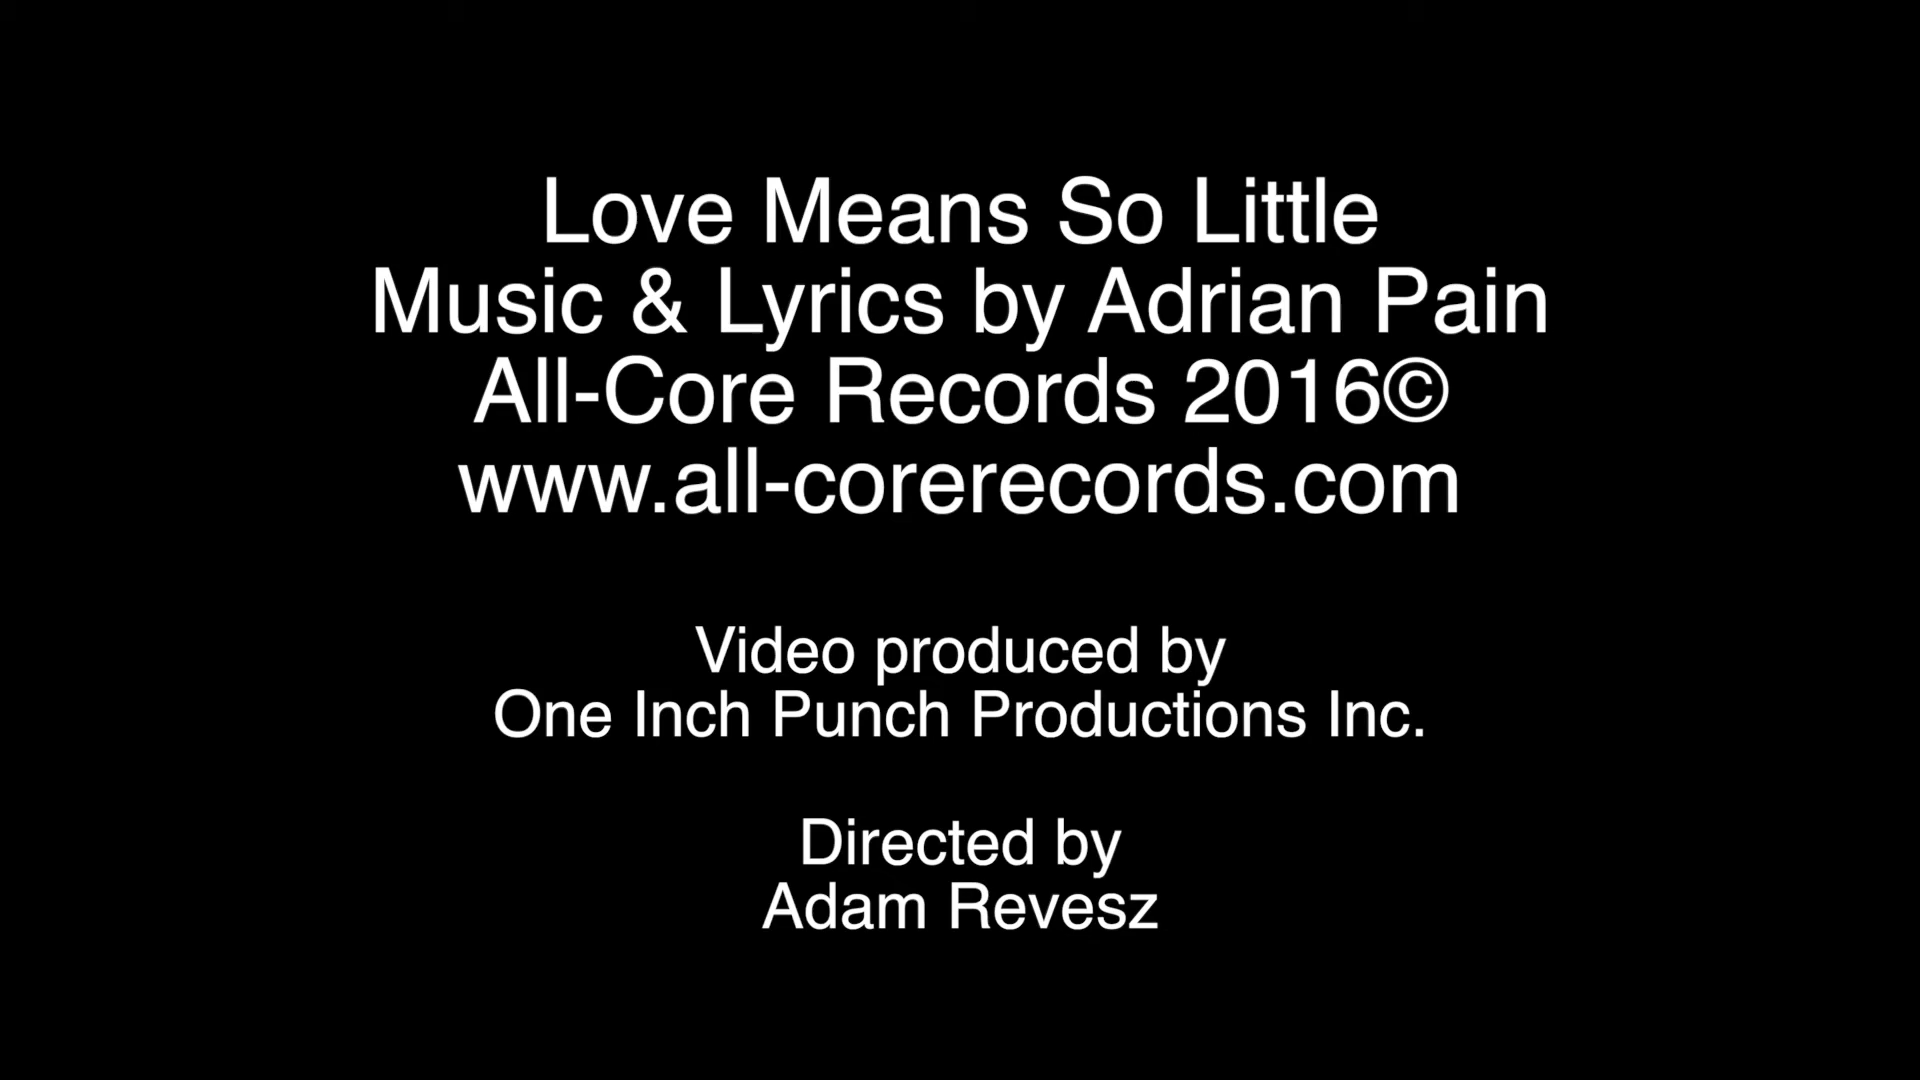 Love Means So Little
Music & Lyrics by Adrian Pain
All-Core Records 2016©
www.all-corerecords.com
Video produced by
One Inch Punch Productions Inc.
Directed by
Adam Revesz